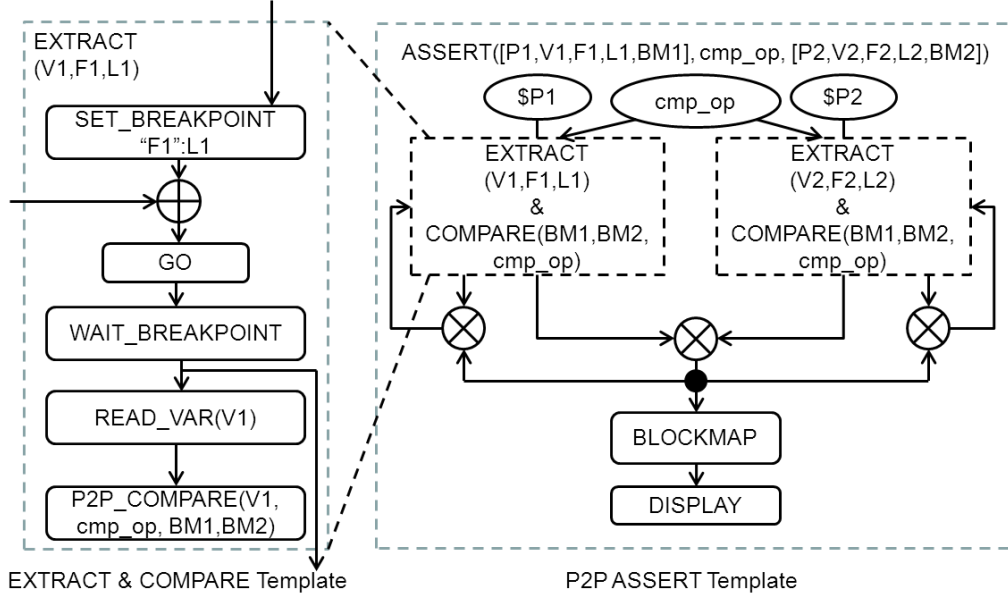 EXTRACT
(V1,F1,L1)
SET_BREAKPOINT
“F1”:L1
GO
WAIT_BREAKPOINT
READ_VAR(V1)
P2P_COMPARE(V1,
cmp_op, BM1,BM2)
EXTRACT & COMPARE Template
ASSERT([P1,V1,F1,L1,BM1], cmp_op, [P2,V2,F2,L2,BM2])
$P1
cmp_op
$P2
EXTRACT
(V1,F1,L1)
&
COMPARE(BM1,BM2,
cmp_op)
EXTRACT
(V2,F2,L2)
&
COMPARE(BM1,BM2,
cmp_op)
BLOCKMAP
DISPLAY
P2P ASSERT Template